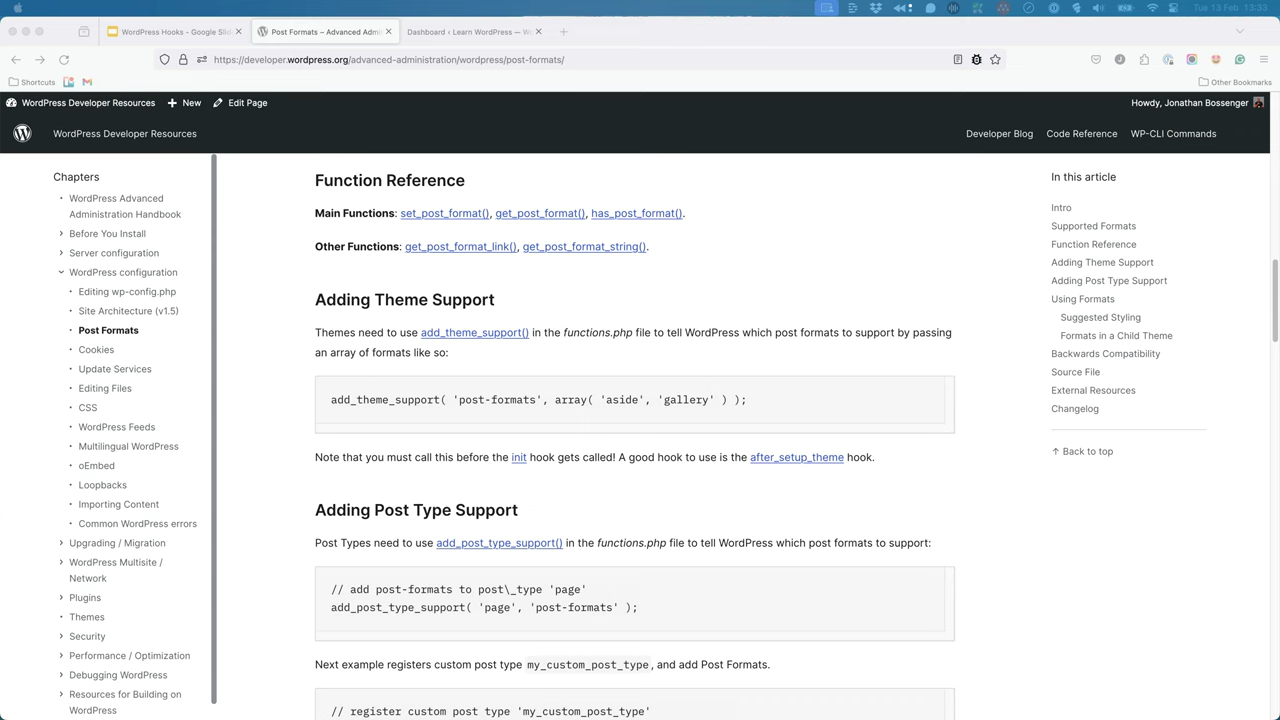 Tue 13 Feb 13:33
WordPress Hooks - Google Slid
Post Formats – Advanced Admi
Dashboard ‹ Learn WordPress — W
https://developer.wordpress.org/advanced-administration/wordpress/post-formats/
Shortcuts
Other Bookmarks
WordPress Developer Resources
New
Edit Page
Howdy, Jonathan Bossenger
WordPress Developer Resources
Developer Blog
Code Reference
WP-CLI Commands
Chapters
WordPress Advanced
Administration Handbook
Before You Install
Server configuration
WordPress configuration
Editing wp-config.php
Site Architecture (v1.5)
Post Formats
Cookies
Update Services
Editing Files
CSS
WordPress Feeds
Multilingual WordPress
oEmbed
Loopbacks
Importing Content
Common WordPress errors
Upgrading / Migration
WordPress Multisite /
Network
Plugins
Themes
Security
Performance / Optimization
Debugging WordPress
Resources for Building on
WordPress
Function Reference
Main Functions: set_post_format(), get_post_format(), has_post_format().
Other Functions: get_post_format_link(), get_post_format_string().
Adding Theme Support
Themes need to use add_theme_support() in the functions.php file to tell WordPress which post formats to support by passing
an array of formats like so:
add_theme_support( 'post-formats', array( 'aside', 'gallery' ) );
Note that you must call this before the init hook gets called! A good hook to use is the after_setup_theme hook.
Adding Post Type Support
Post Types need to use add_post_type_support() in the functions.php file to tell WordPress which post formats to support:
// add post-formats to post\_type 'page'
add_post_type_support( 'page', 'post-formats' );
Next example registers custom post type my_custom_post_type, and add Post Formats.
// register custom post type 'my_custom_post_type'
In this article
Intro
Supported Formats
Function Reference
Adding Theme Support
Adding Post Type Support
Using Formats
Suggested Styling
Formats in a Child Theme
Backwards Compatibility
Source File
External Resources
Changelog
↑ Back to top